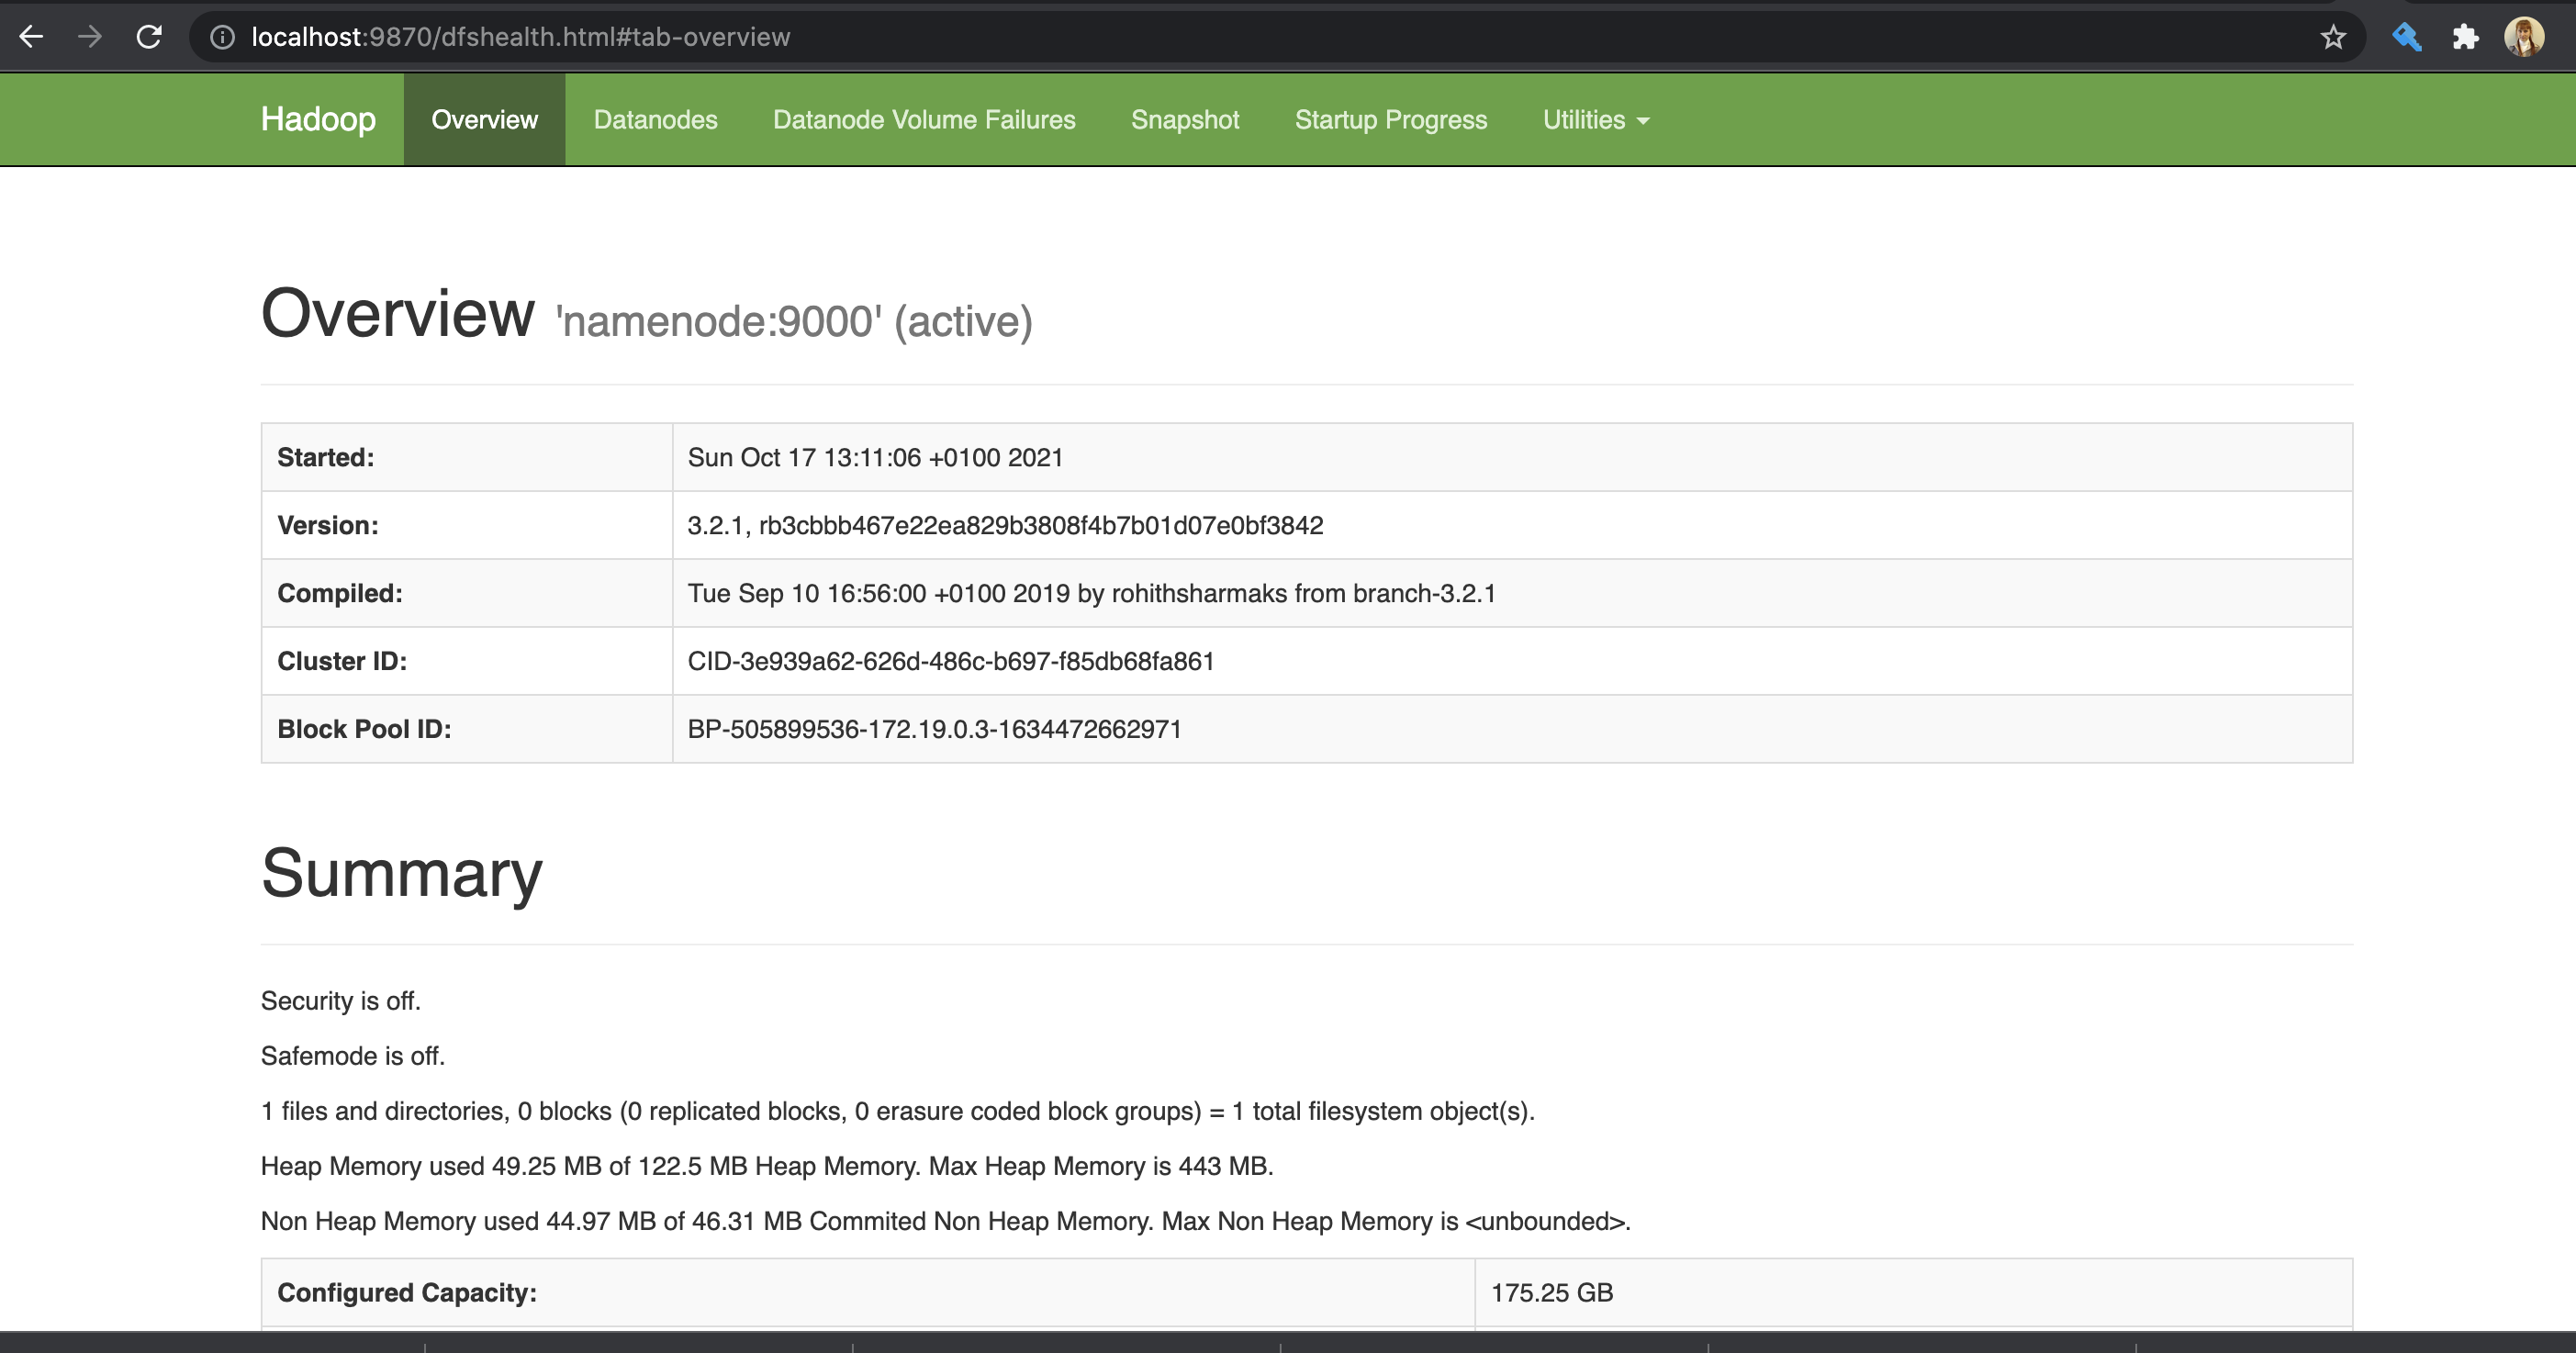 localhost:9870/dfshealth.html#tab-overview
Hadoop Overview Datanodes Datanode Volume Failures Snapshot Startup Progress Utilities
Overview 'namenode:9000' (active)
Started: Sun Oct 17 13:11:06 +0100 2021
Version: 3.2.1, rb3cbbb467e22ea829b3808f4b7b01d07e0bf3842
Compiled: Tue Sep 10 16:56:00 +0100 2019 by rohithsharmaks from branch-3.2.1
Cluster ID: CID-3e939a62-626d-486c-b697-f85db68fa861
Block Pool ID: BP-505899536-172.19.0.3-1634472662971
Summary
Security is off.
Safemode is off.
1 files and directories, 0 blocks (0 replicated blocks, 0 erasure coded block groups) = 1 total filesystem object(s).
Heap Memory used 49.25 MB of 122.5 MB Heap Memory. Max Heap Memory is 443 MB.
Non Heap Memory used 44.97 MB of 46.31 MB Commited Non Heap Memory. Max Non Heap Memory is <unbounded>.
Configured Capacity: 175.25 GB